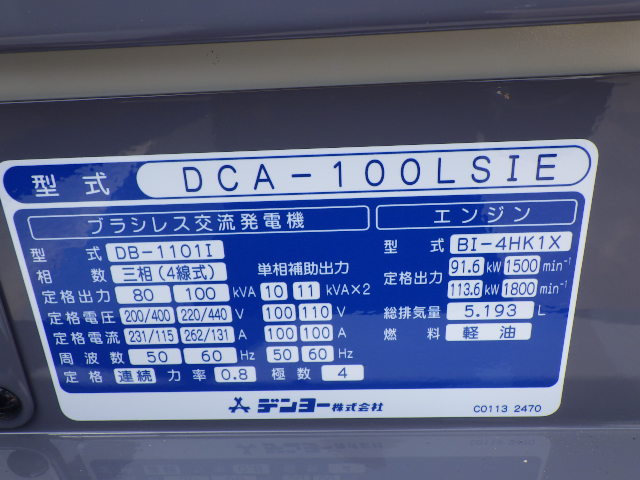 型式 DCA-100LSIE
ブラシレス交流発電機
型式 DB-1101I
相数 三相(4線式) 単相補助出力
定格出力 80 100 kVA 10 11 kVA×2
定格電圧 200/400 220/440 V 100 110 V
定格電流 231/115 262/131 A 100 100 A
周波数 50 60 Hz 50 60 Hz
定格 連続 力率 0.8 極数 4
エンジン
型式 BI-4HK1X
定格出力 91.6 kW 1500 min⁻¹
113.6 kW 1800 min⁻¹
総排気量 5.193 L
燃料 軽油
デンヨー株式会社
C0113 2470